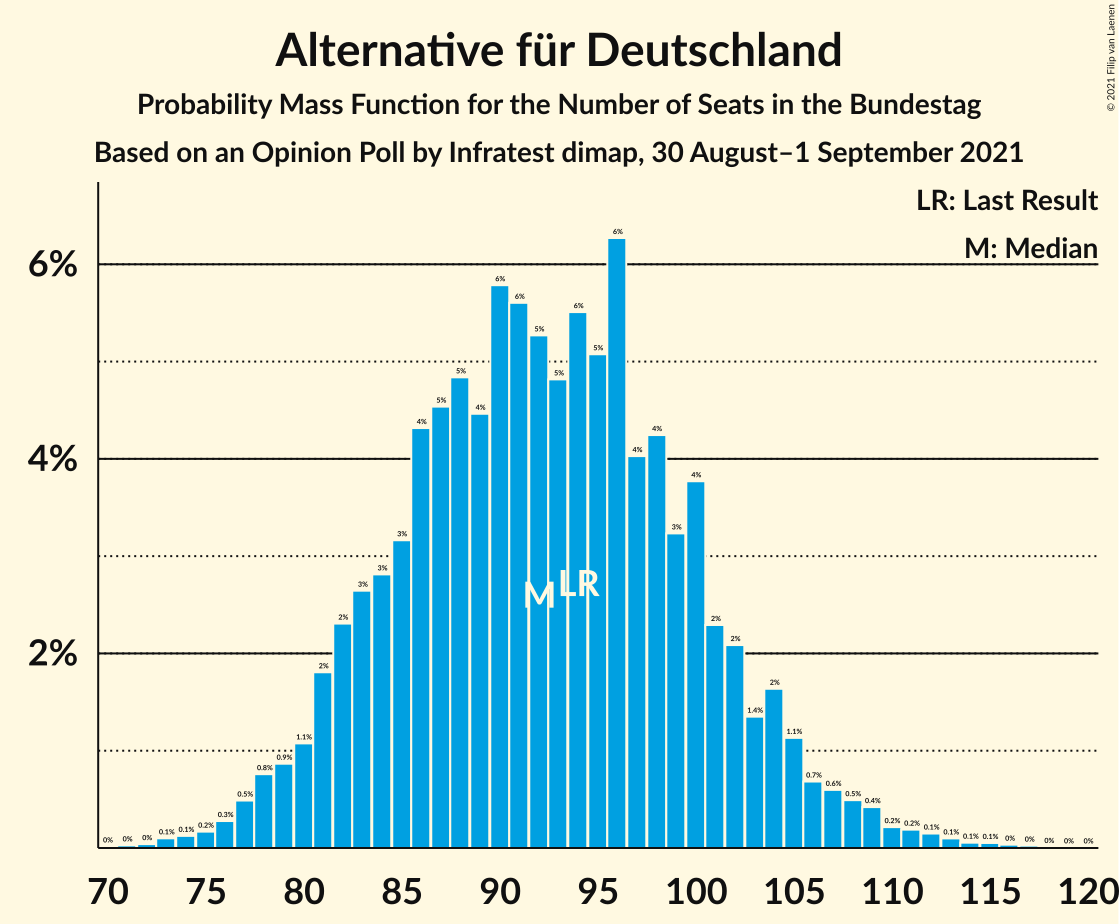 Alternative für Deutschland
Probability Mass Function for the Number of Seats in the Bundestag
Based on an Opinion Poll by Infratest dimap, 30 August–1 September 2021
© 2021 Filip van Laenen
LR: Last Result
M: Median
6%
4%
2%
0% 0% 0% 0.1% 0.1% 0.2% 0.3% 0.5% 0.8% 0.9% 1.1% 2% 2% 3% 3% 3% 4% 5% 5% 4% 6% 6% 5% 5% 6% 5% 6% 4% 4% 3% 4% 2% 2% 1.4% 2% 1.1% 0.7% 0.6% 0.5% 0.4% 0.2% 0.2% 0.1% 0.1% 0.1% 0.1% 0% 0% 0% 0% 0%
M LR
70 75 80 85 90 95 100 105 110 115 120